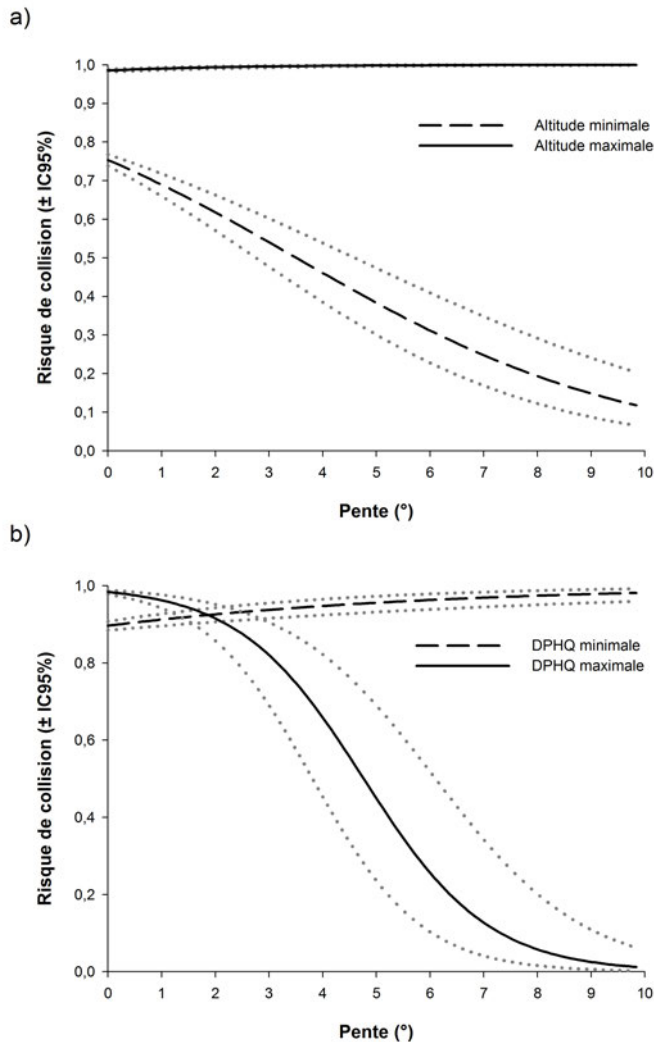 a)
Risque de collision (± IC95%)
1,0
0,9
0,8
0,7
0,6
0,5
0,4
0,3
0,2
0,1
0,0
Altitude minimale
Altitude maximale
0 1 2 3 4 5 6 7 8 9 10
Pente (°)
b)
Risque de collision (± IC95%)
1,0
0,8
0,6
0,4
0,2
0,0
DPHQ minimale
DPHQ maximale
0 1 2 3 4 5 6 7 8 9 10
Pente (°)